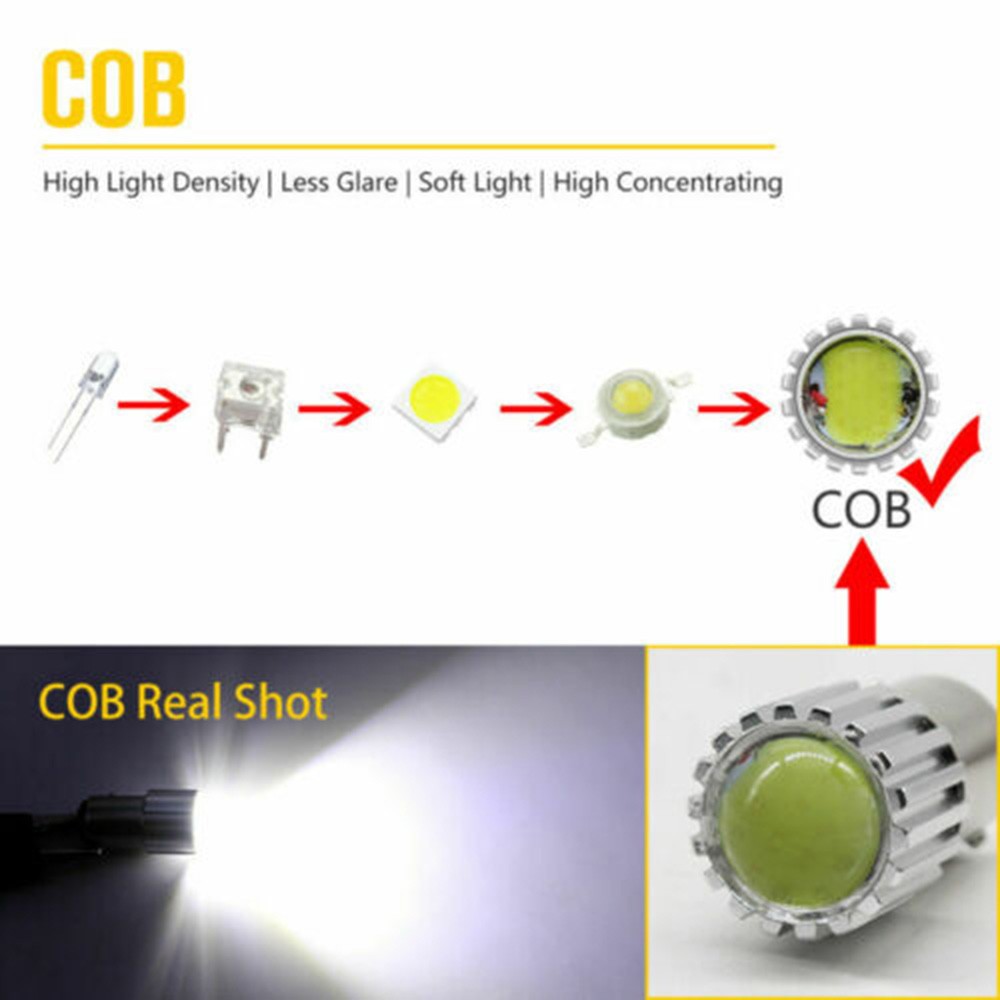 COB
High Light Density | Less Glare | Soft Light | High Concentrating
COB
COB Real Shot